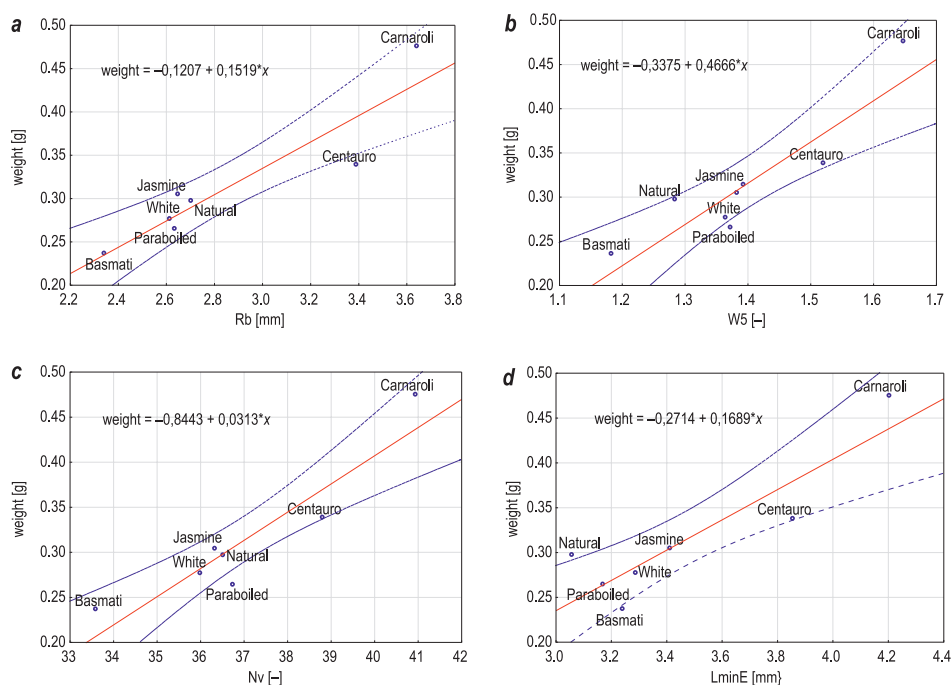 a
weight = –0,1207 + 0,1519*x
Carnaroli
Centauro
Jasmine
White
Natural
Paraboiled
Basmati
weight [g]
0.50
0.45
0.40
0.35
0.30
0.25
0.20
2.2 2.4 2.6 2.8 3.0 3.2 3.4 3.6 3.8
Rb [mm]
b
weight = –0,3375 + 0,4666*x
Carnaroli
Centauro
Jasmine
Natural
White
Paraboiled
Basmati
weight [g]
0.50
0.45
0.40
0.35
0.30
0.25
0.20
1.1 1.2 1.3 1.4 1.5 1.6 1.7
W5 [–]
c
weight = –0,8443 + 0,0313*x
Carnaroli
Centauro
Jasmine
White
Natural
Paraboiled
Basmati
weight [g]
0.50
0.45
0.40
0.35
0.30
0.25
0.20
33 34 35 36 37 38 39 40 41 42
Nv [–]
d
weight = –0,2714 + 0,1689*x
Carnaroli
Centauro
Natural
Jasmine
Paraboiled
White
Basmati
weight [g]
0.50
0.45
0.40
0.35
0.30
0.25
0.20
3.0 3.2 3.4 3.6 3.8 4.0 4.2 4.4
LminE [mm}